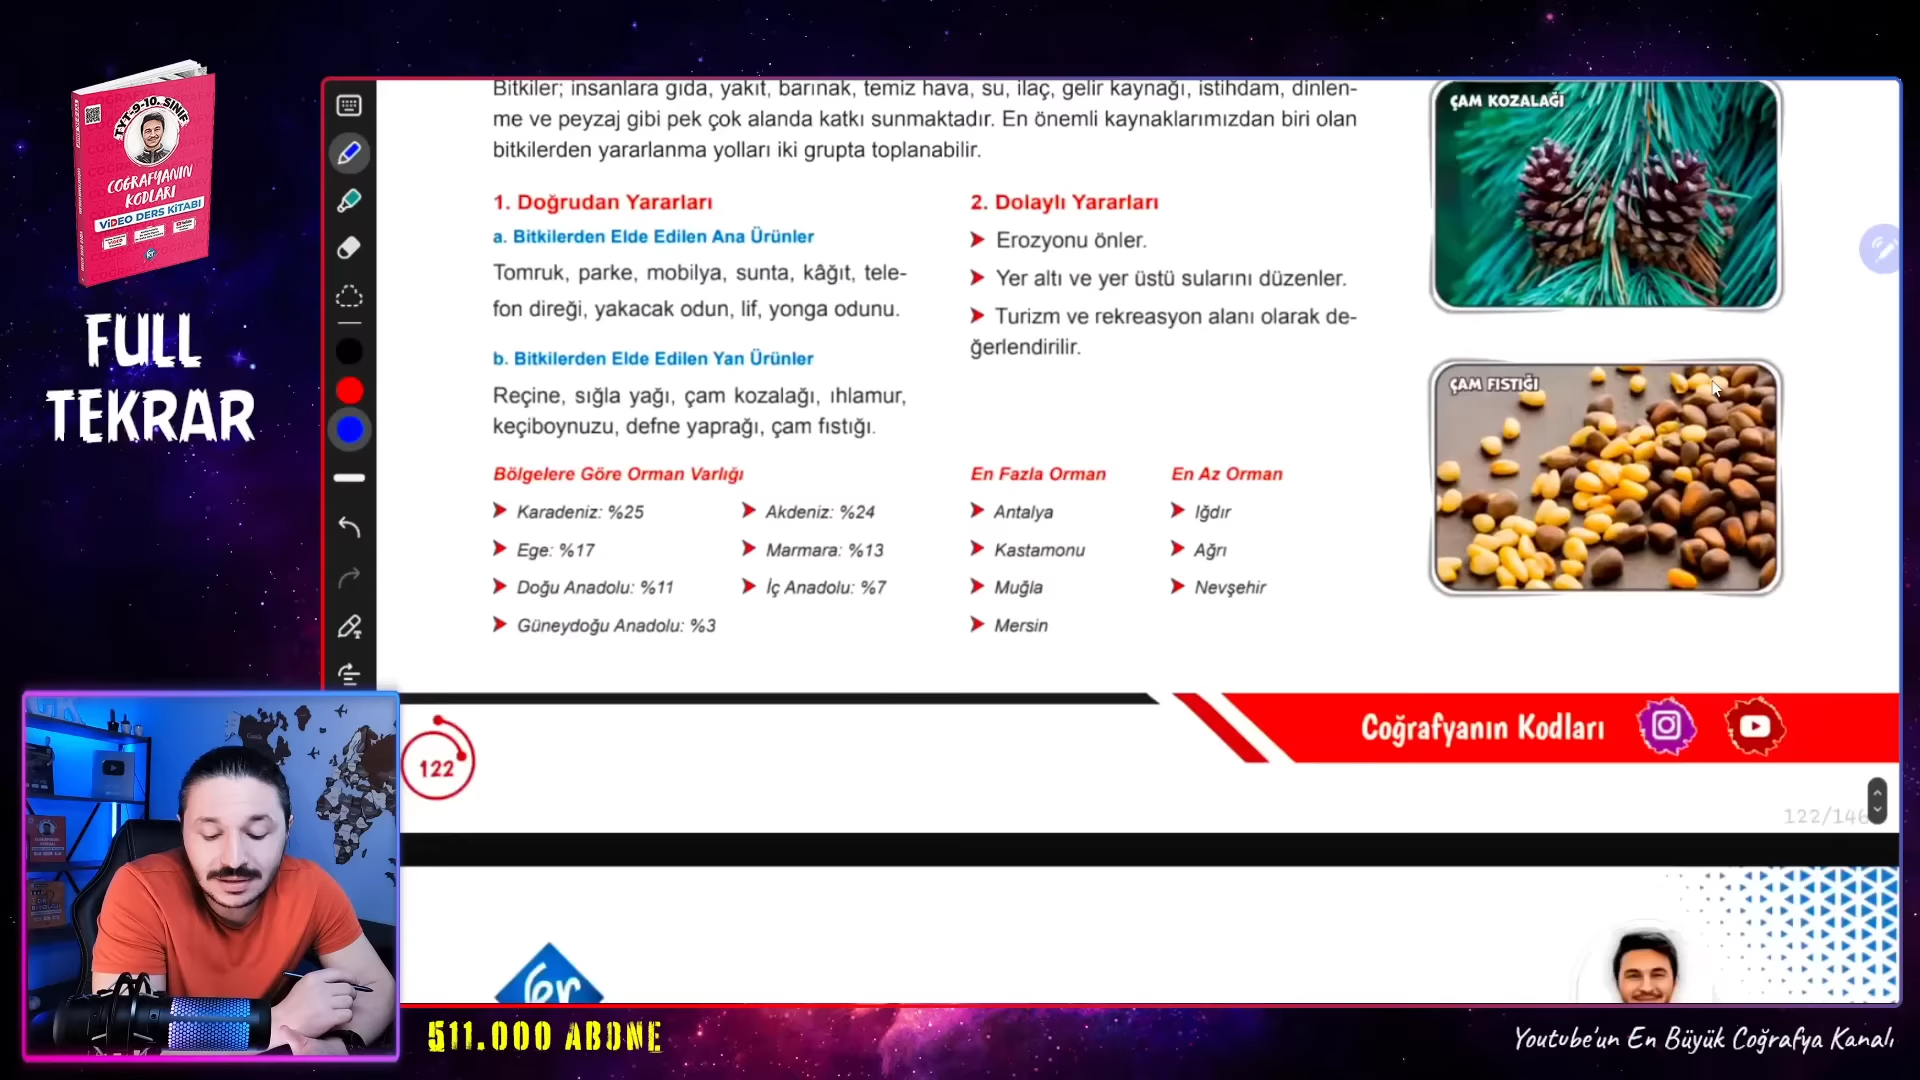 TYT-9-10. SINIF
COĞRAFYANIN
KODLARI
VİDEO DERS KİTABI
FULL
TEKRAR
Bitkiler; insanlara gıda, yakıt, barınak, temiz hava, su, ilaç, gelir kaynağı, istihdam, dinlen-
me ve peyzaj gibi pek çok alanda katkı sunmaktadır. En önemli kaynaklarımızdan biri olan
bitkilerden yararlanma yolları iki grupta toplanabilir.
1. Doğrudan Yararları
a. Bitkilerden Elde Edilen Ana Ürünler
Tomruk, parke, mobilya, sunta, kâğıt, tele-
fon direği, yakacak odun, lif, yonga odunu.
b. Bitkilerden Elde Edilen Yan Ürünler
Reçine, sığla yağı, çam kozalağı, ıhlamur,
keçiboynuzu, defne yaprağı, çam fıstığı.
2. Dolaylı Yararları
➤ Erozyonu önler.
➤ Yer altı ve yer üstü sularını düzenler.
➤ Turizm ve rekreasyon alanı olarak de-
ğerlendirilir.
ÇAM KOZALAĞI
ÇAM FISTIĞI
Bölgelere Göre Orman Varlığı
➤ Karadeniz: %25
➤ Akdeniz: %24
➤ Ege: %17
➤ Marmara: %13
➤ Doğu Anadolu: %11
➤ İç Anadolu: %7
➤ Güneydoğu Anadolu: %3
En Fazla Orman
➤ Antalya
➤ Kastamonu
➤ Muğla
➤ Mersin
En Az Orman
➤ Iğdır
➤ Ağrı
➤ Nevşehir
Coğrafyanın Kodları
122
122/146
511.000 ABONE
Youtube'un En Büyük Coğrafya Kanalı